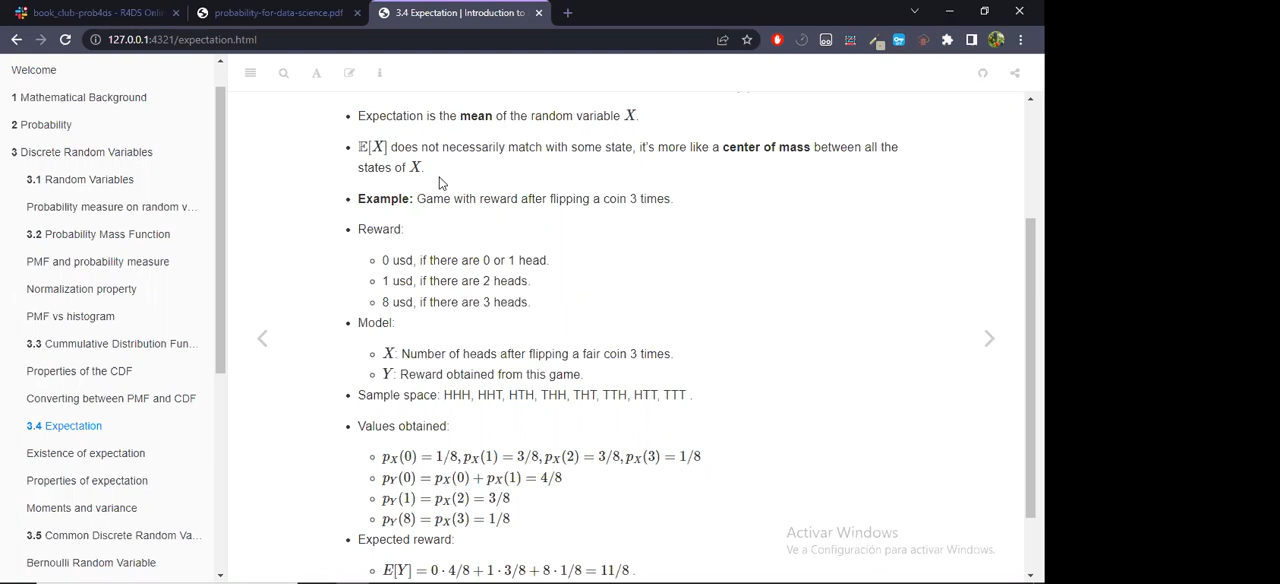 book_club-prob4ds - R4DS Onli
probability-for-data-science.pdf
3.4 Expectation | Introduction to
127.0.0.1:4321/expectation.html
Welcome
1 Mathematical Background
2 Probability
3 Discrete Random Variables
3.1 Random Variables
Probability measure on random v...
3.2 Probability Mass Function
PMF and probability measure
Normalization property
PMF vs histogram
3.3 Cummulative Distribution Fun...
Properties of the CDF
Converting between PMF and CDF
3.4 Expectation
Existence of expectation
Properties of expectation
Moments and variance
3.5 Common Discrete Random Va...
Bernoulli Random Variable
• Expectation is the mean of the random variable X.
• 𝔼[X] does not necessarily match with some state, it's more like a center of mass between all the
states of X.
• Example: Game with reward after flipping a coin 3 times.
• Reward:
◦ 0 usd, if there are 0 or 1 head.
◦ 1 usd, if there are 2 heads.
◦ 8 usd, if there are 3 heads.
• Model:
◦ X: Number of heads after flipping a fair coin 3 times.
◦ Y: Reward obtained from this game.
• Sample space: HHH, HHT, HTH, THH, THT, TTH, HTT, TTT .
• Values obtained:
◦ p_X(0) = 1/8, p_X(1) = 3/8, p_X(2) = 3/8, p_X(3) = 1/8
◦ p_Y(0) = p_X(0) + p_X(1) = 4/8
◦ p_Y(1) = p_X(2) = 3/8
◦ p_Y(8) = p_X(3) = 1/8
• Expected reward:
◦ E[Y] = 0 · 4/8 + 1 · 3/8 + 8 · 1/8 = 11/8 .
Activar Windows
Ve a Configuración para activar Windows.